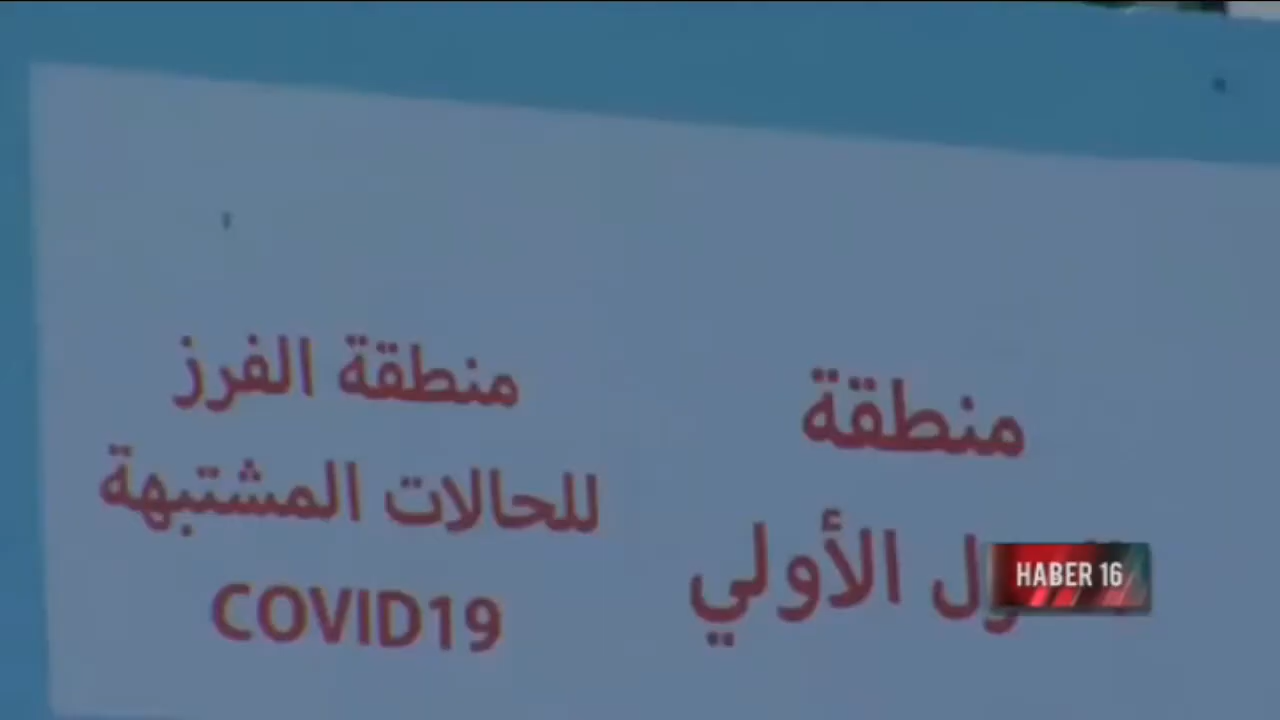 منطقة
الأولي
منطقة الفرز
للحالات المشتبهة
COVID19
HABER 16